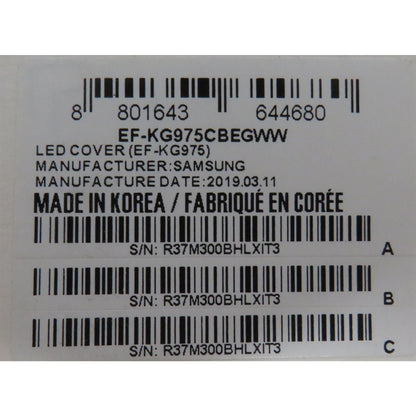 8 801643 644680
EF-KG975CBEGWW
LED COVER (EF-KG975)
MANUFACTURER:SAMSUNG
MANUFACTURE DATE:2019.03.11
MADE IN KOREA / FABRIQUÉ EN CORÉE
S/N: R37M300BHLXIT3 A
S/N: R37M300BHLXIT3 B
S/N: R37M300BHLXIT3 C